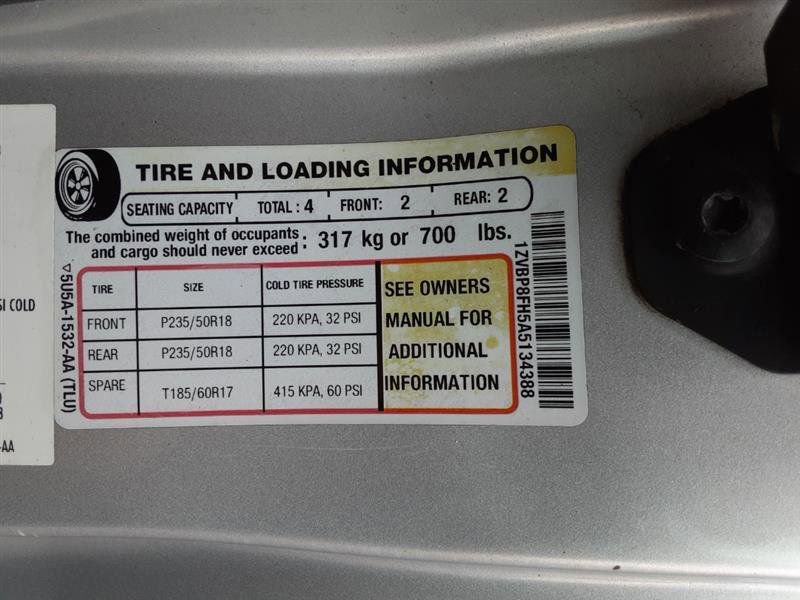 TIRE AND LOADING INFORMATION
SEATING CAPACITY TOTAL : 4 FRONT: 2 REAR: 2
The combined weight of occupants
and cargo should never exceed : 317 kg or 700 lbs.
TIRE SIZE COLD TIRE PRESSURE
FRONT P235/50R18 220 KPA, 32 PSI
REAR P235/50R18 220 KPA, 32 PSI
SPARE T185/60R17 415 KPA, 60 PSI
SEE OWNERS
MANUAL FOR
ADDITIONAL
INFORMATION
5U5A-1532-AA (TLU)
1ZVBP8FH5A5134388
SI COLD
-AA